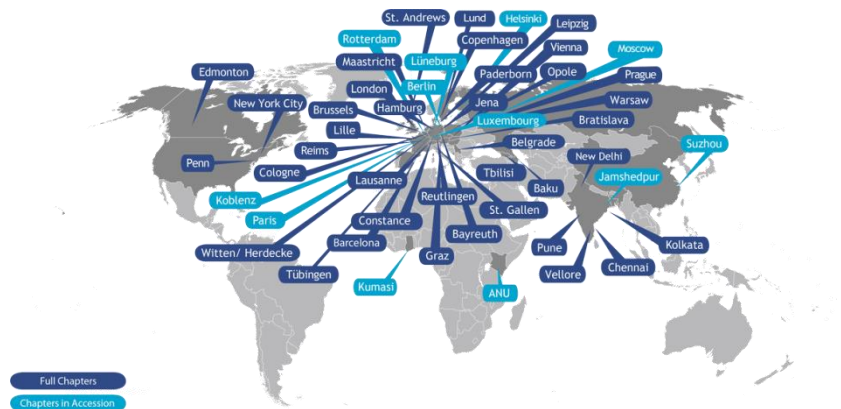 St. Andrews
Lund
Helsinki
Leipzig
Rotterdam
Copenhagen
Vienna
Moscow
Maastricht
Lüneburg
Edmonton
Paderborn
Opole
Prague
London
Berlin
New York City
Brussels
Hamburg
Jena
Warsaw
Luxembourg
Bratislava
Lille
Belgrade
Suzhou
Reims
New Delhi
Penn
Cologne
Tbilisi
Jamshedpur
Lausanne
Baku
Koblenz
Reutlingen
Paris
Constance
St. Gallen
Barcelona
Bayreuth
Pune
Kolkata
Witten/ Herdecke
Graz
Tübingen
Vellore
Chennai
Kumasi
ANU
Full Chapters
Chapters in Accession